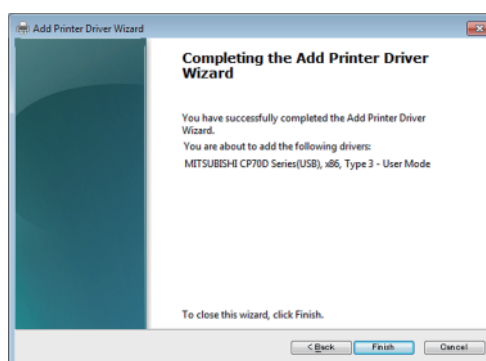 Add Printer Driver Wizard
Completing the Add Printer Driver
Wizard
You have successfully completed the Add Printer Driver
Wizard.
You are about to add the following drivers:
MITSUBISHI CP70D Series(USB), x86, Type 3 - User Mode
To close this wizard, click Finish.
< Back Finish Cancel